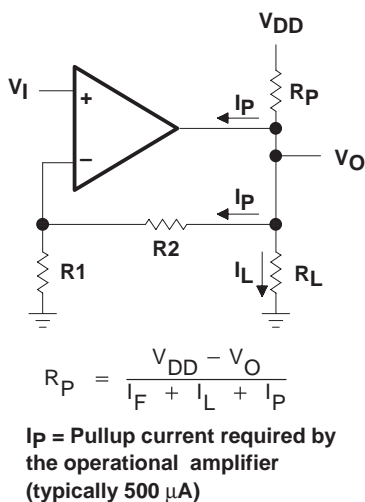 VDD
VI
+
IP
RP
VO
−
IP
R2
R1
IL
RL
RP = VDD − VO / IF + IL + IP
IP = Pullup current required by
the operational amplifier
(typically 500 μA)